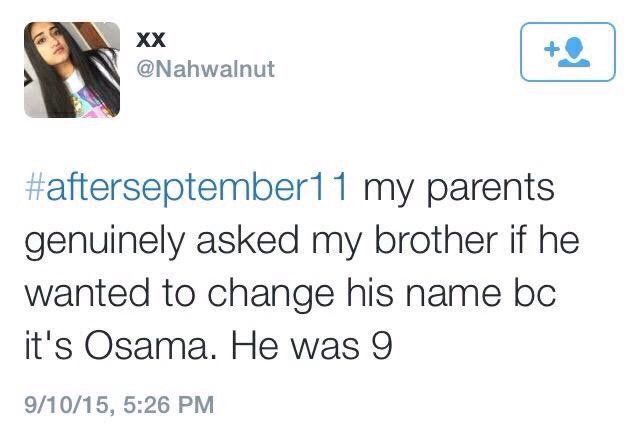 xx
@Nahwalnut
#afterseptember11 my parents
genuinely asked my brother if he
wanted to change his name bc
it's Osama. He was 9
9/10/15, 5:26 PM